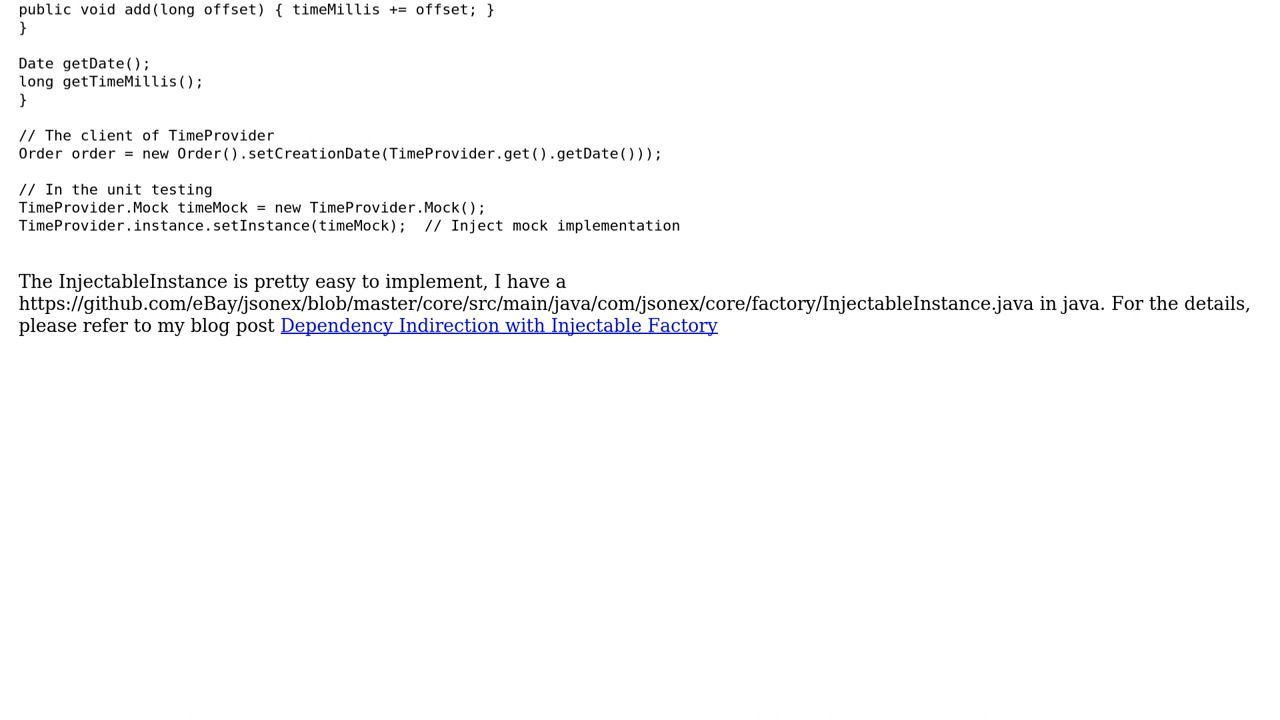 public void add(long offset) { timeMillis += offset; }
}
Date getDate();
long getTimeMillis();
}
// The client of TimeProvider
Order order = new Order().setCreationDate(TimeProvider.get().getDate()));
// In the unit testing
TimeProvider.Mock timeMock = new TimeProvider.Mock();
TimeProvider.instance.setInstance(timeMock);  // Inject mock implementation
The InjectableInstance is pretty easy to implement, I have a
https://github.com/eBay/jsonex/blob/master/core/src/main/java/com/jsonex/core/factory/InjectableInstance.java in java. For the details,
please refer to my blog post Dependency Indirection with Injectable Factory